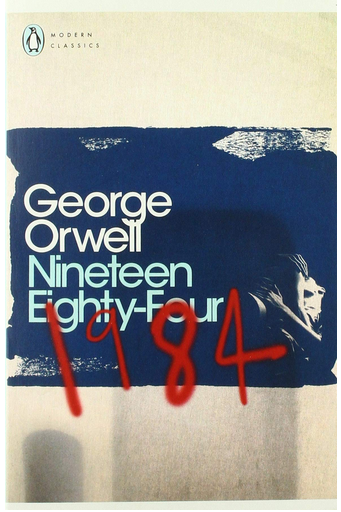 MODERN
CLASSICS
George
Orwell
Nineteen
Eighty-Four
1984